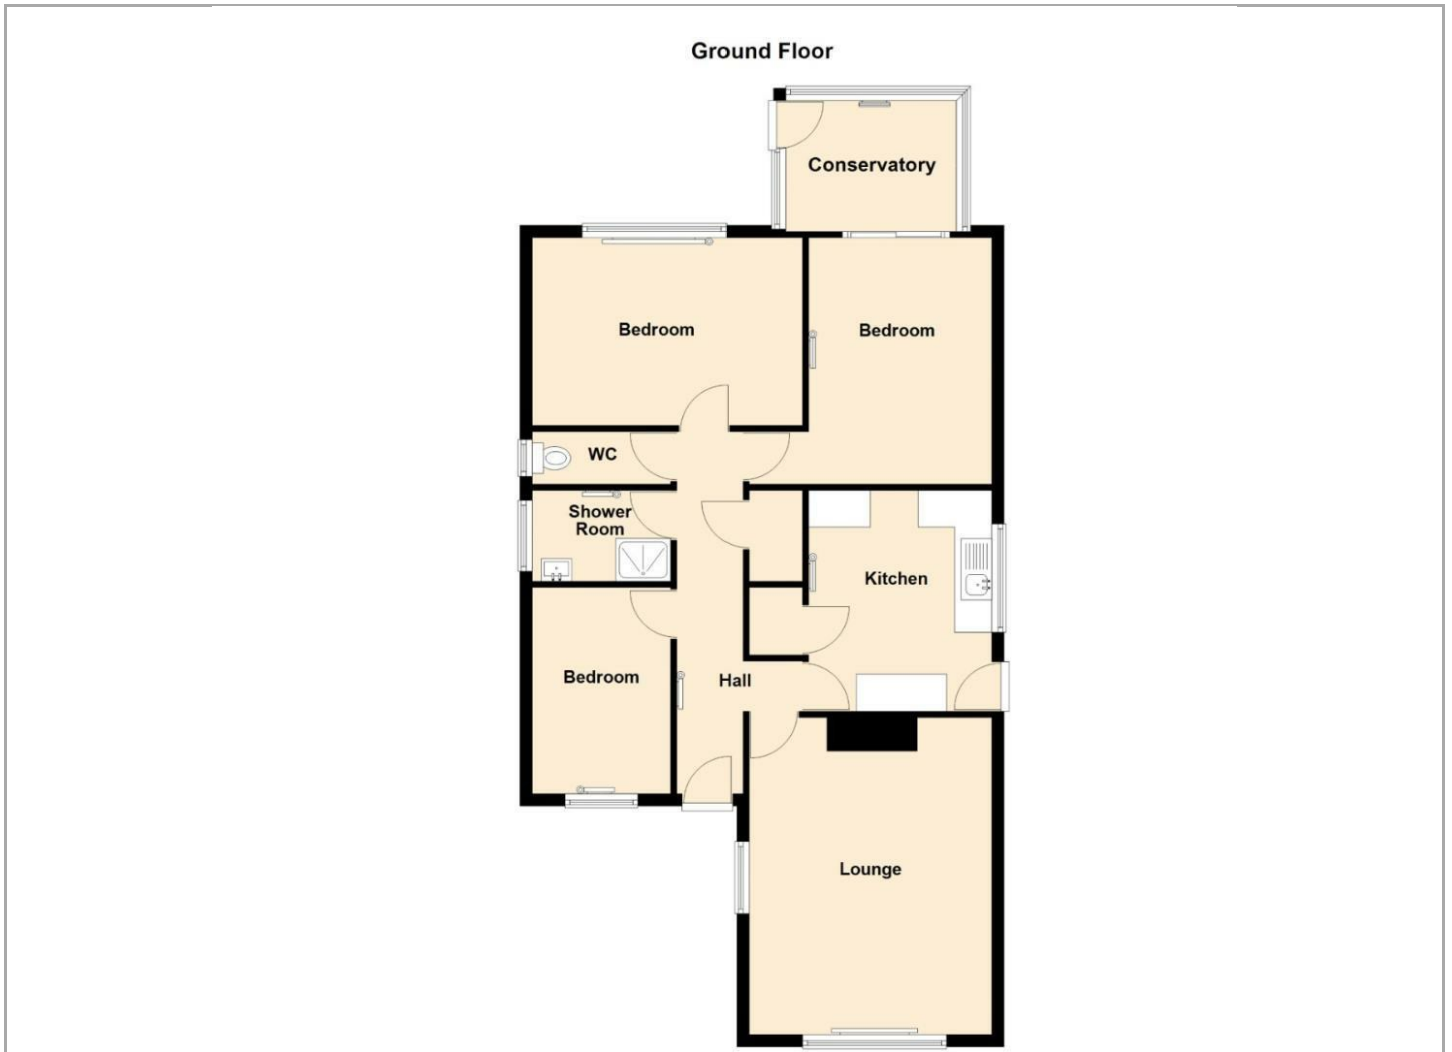 Ground Floor
Conservatory
Bedroom
Bedroom
WC
Shower
Room
Kitchen
Bedroom
Hall
Lounge